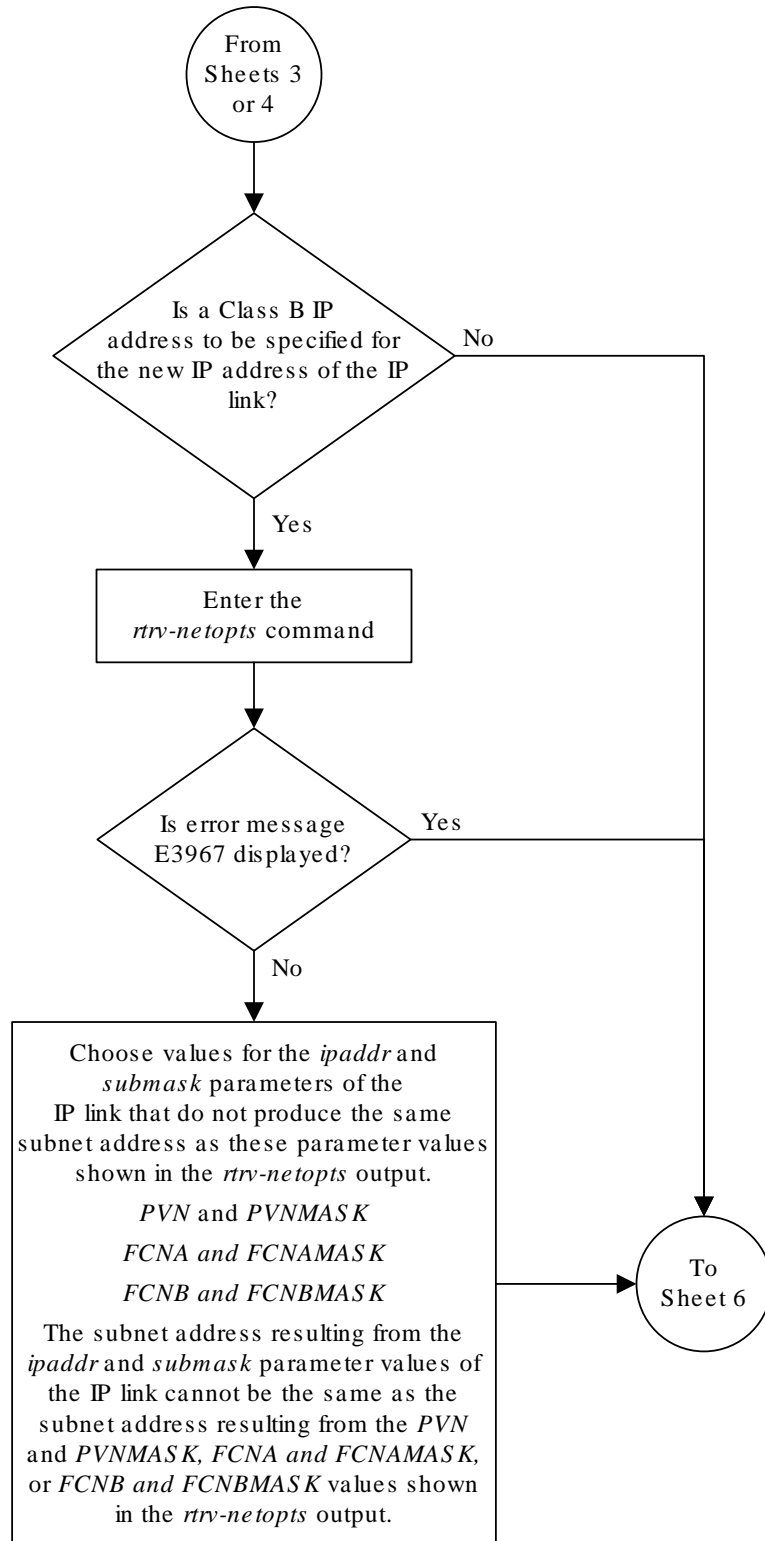 From
Sheets 3
or 4
Is a Class B IP
address to be specified for
the new IP address of the IP
link?
No
Yes
Enter the
rtrv-netopts command
Is error message
E3967 displayed?
Yes
No
Choose values for the ipaddr and
submask parameters of the
IP link that do not produce the same
subnet address as these parameter values
shown in the rtrv-netopts output.
PVN and PVNMASK
FCNA and FCNAMASK
FCNB and FCNBMASK
The subnet address resulting from the
ipaddr and submask parameter values of
the IP link cannot be the same as the
subnet address resulting from the PVN
and PVNMASK, FCNA and FCNAMASK,
or FCNB and FCNBMASK values shown
in the rtrv-netopts output.
To
Sheet 6